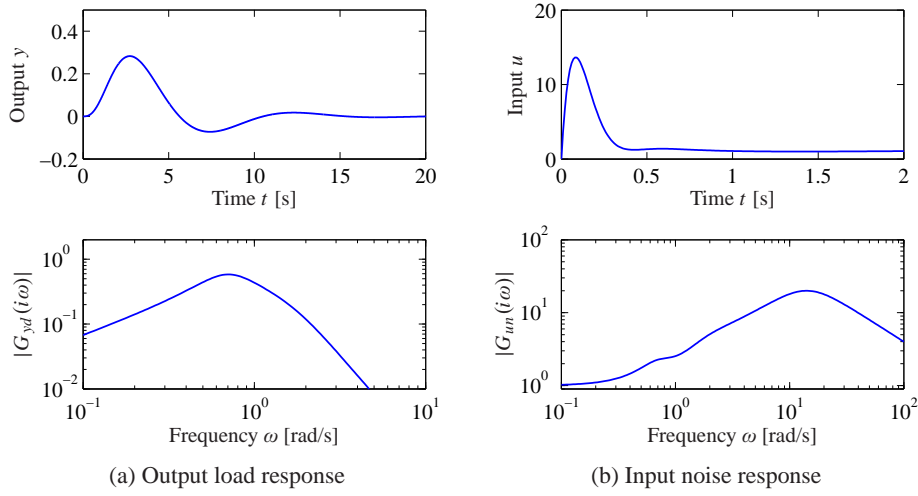 0.4
0.2
0
−0.2
Output y
0 5 10 15 20
Time t [s]
20
10
0
Input u
0 0.5 1 1.5 2
Time t [s]
10^0
10^−1
10^−2
|G_yd(iω)|
10^−1 10^0 10^1
Frequency ω [rad/s]
(a) Output load response
10^2
10^1
10^0
|G_un(iω)|
10^−1 10^0 10^1 10^2
Frequency ω [rad/s]
(b) Input noise response